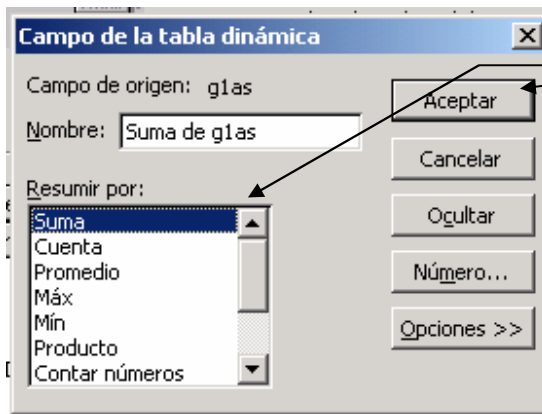 Campo de la tabla dinámica
Campo de origen: g1as
Nombre: Suma de g1as
Resumir por:
Suma
Cuenta
Promedio
Máx
Mín
Producto
Contar números
Aceptar
Cancelar
Ocultar
Número...
Opciones >>